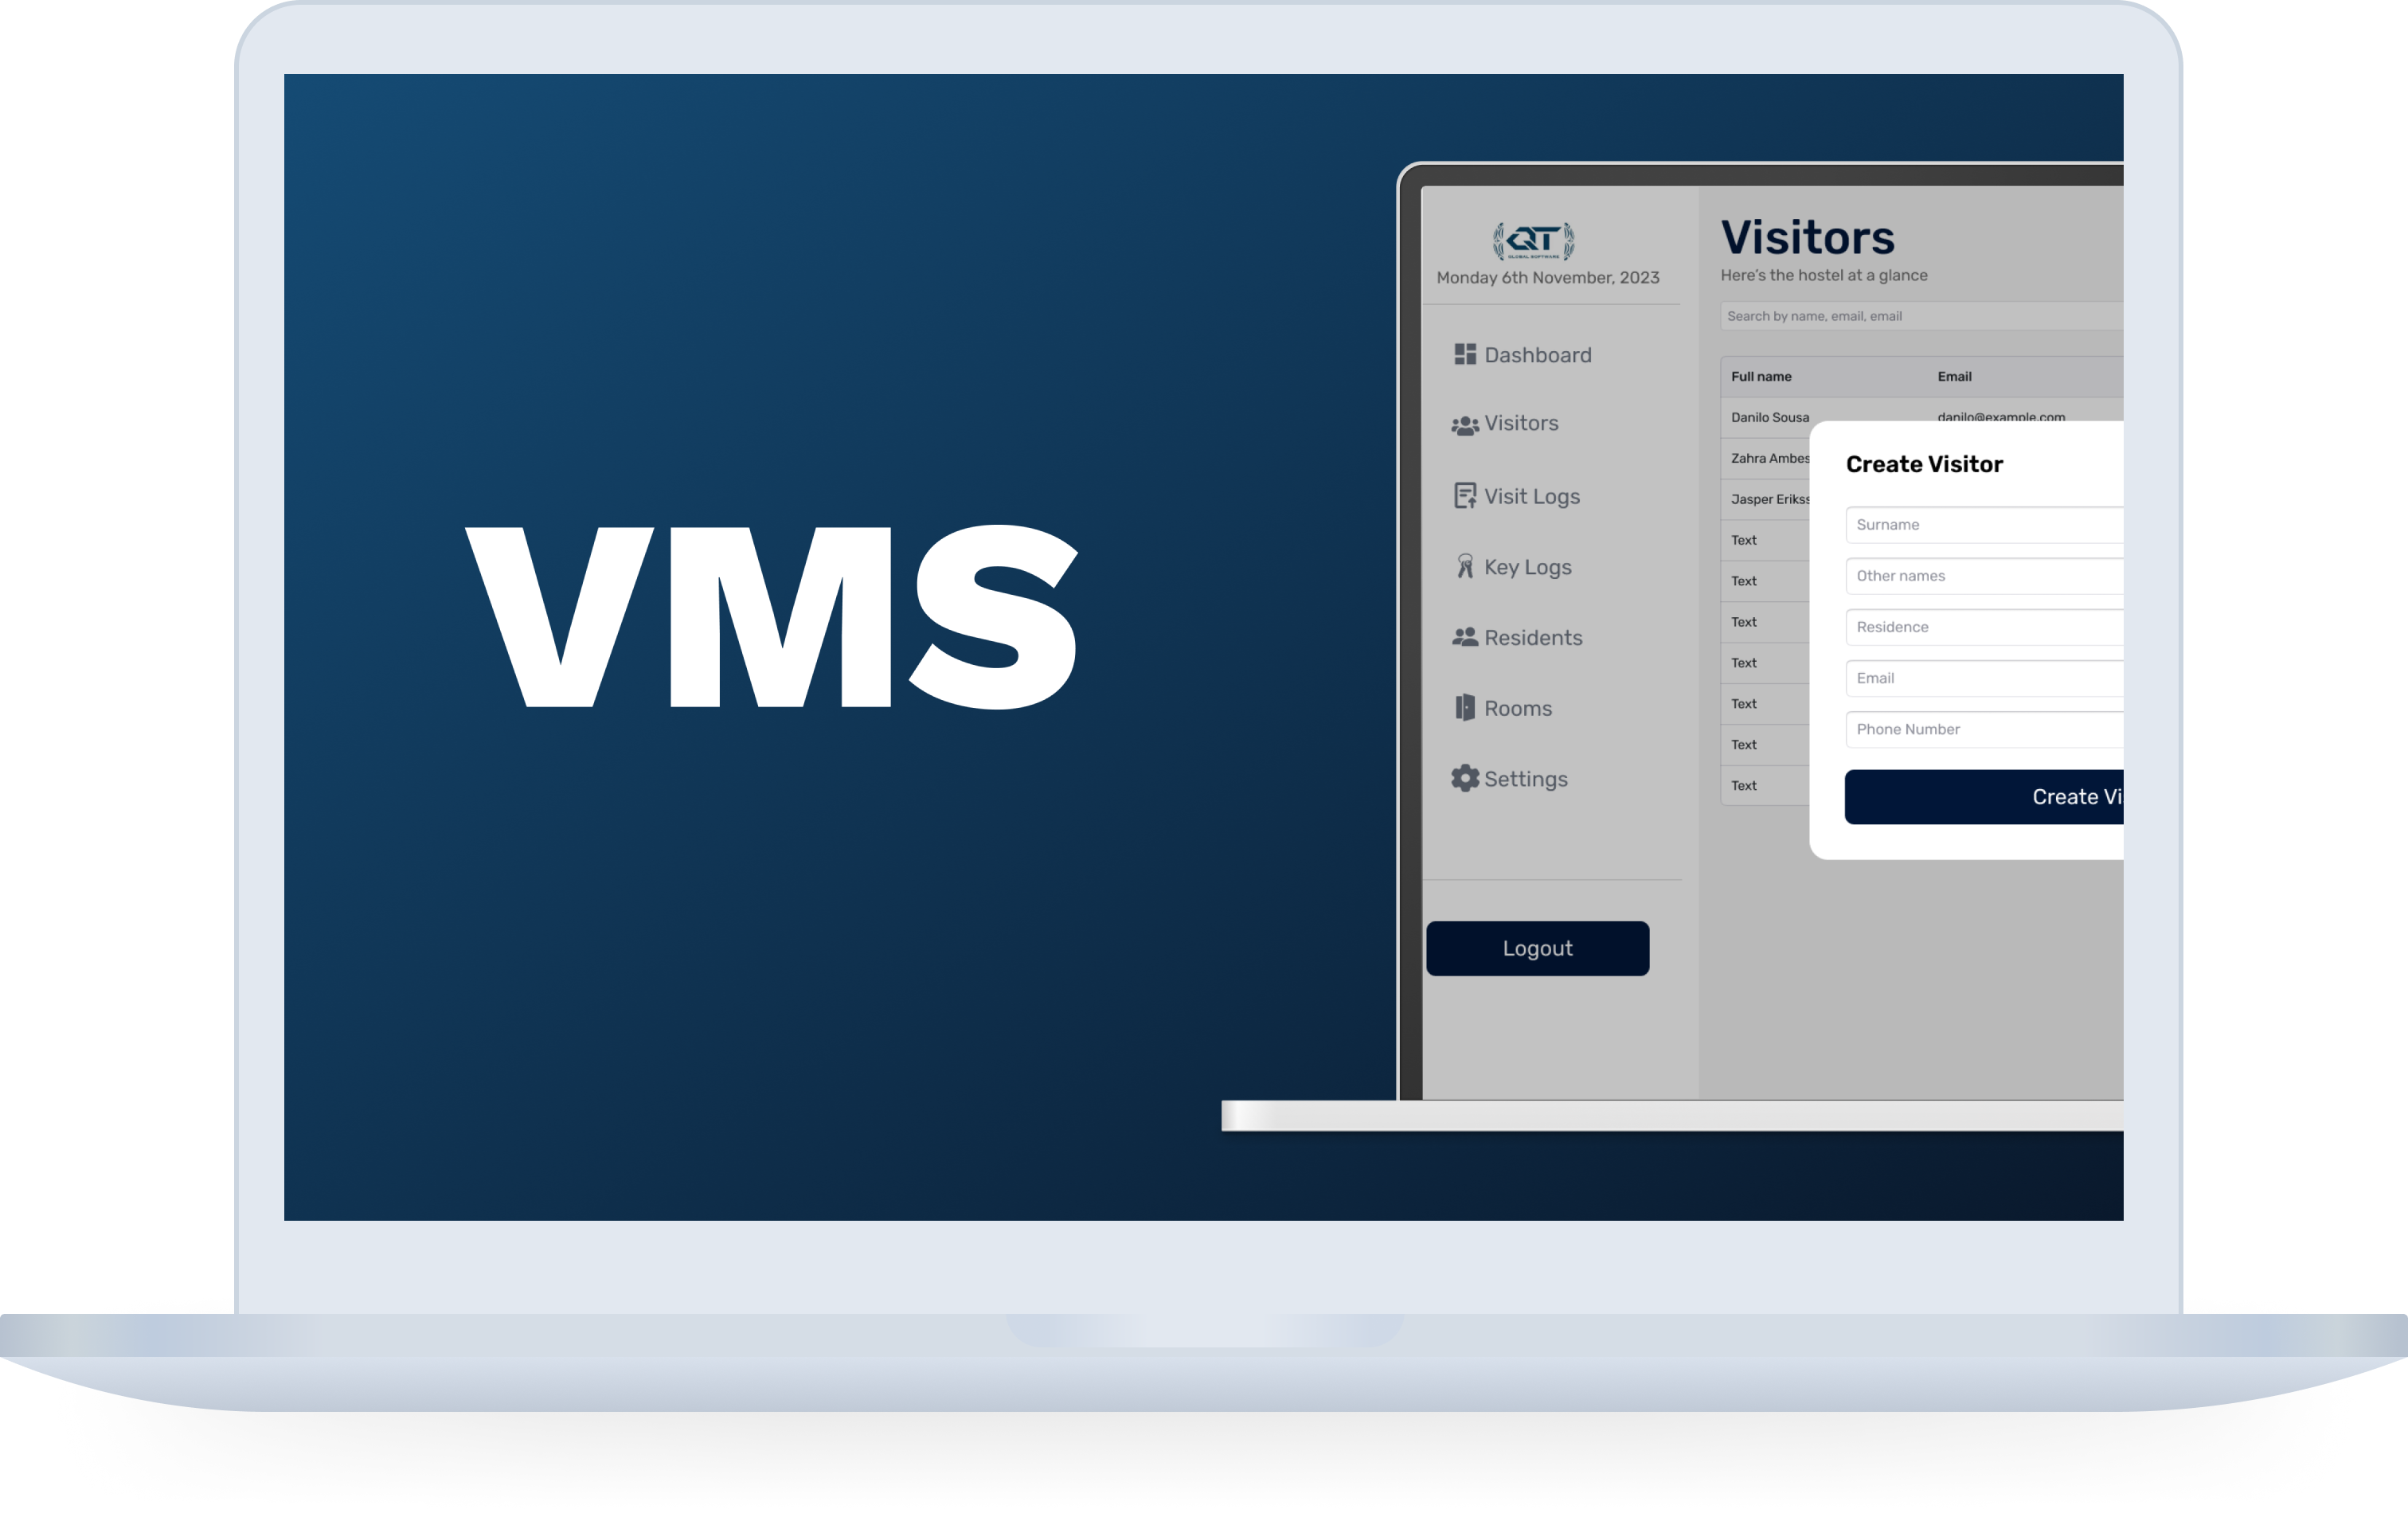 VMS
QT
GLOBAL SOFTWARE
Monday 6th November, 2023
Dashboard
Visitors
Visit Logs
Key Logs
Residents
Rooms
Settings
Logout
Visitors
Here's the hostel at a glance
Search by name, email, email
Full name Email
Danilo Sousa danilo@example.com
Zahra Ambes
Jasper Erikss
Text
Text
Text
Text
Text
Text
Text
Create Visitor
Surname
Other names
Residence
Email
Phone Number
Create Vi